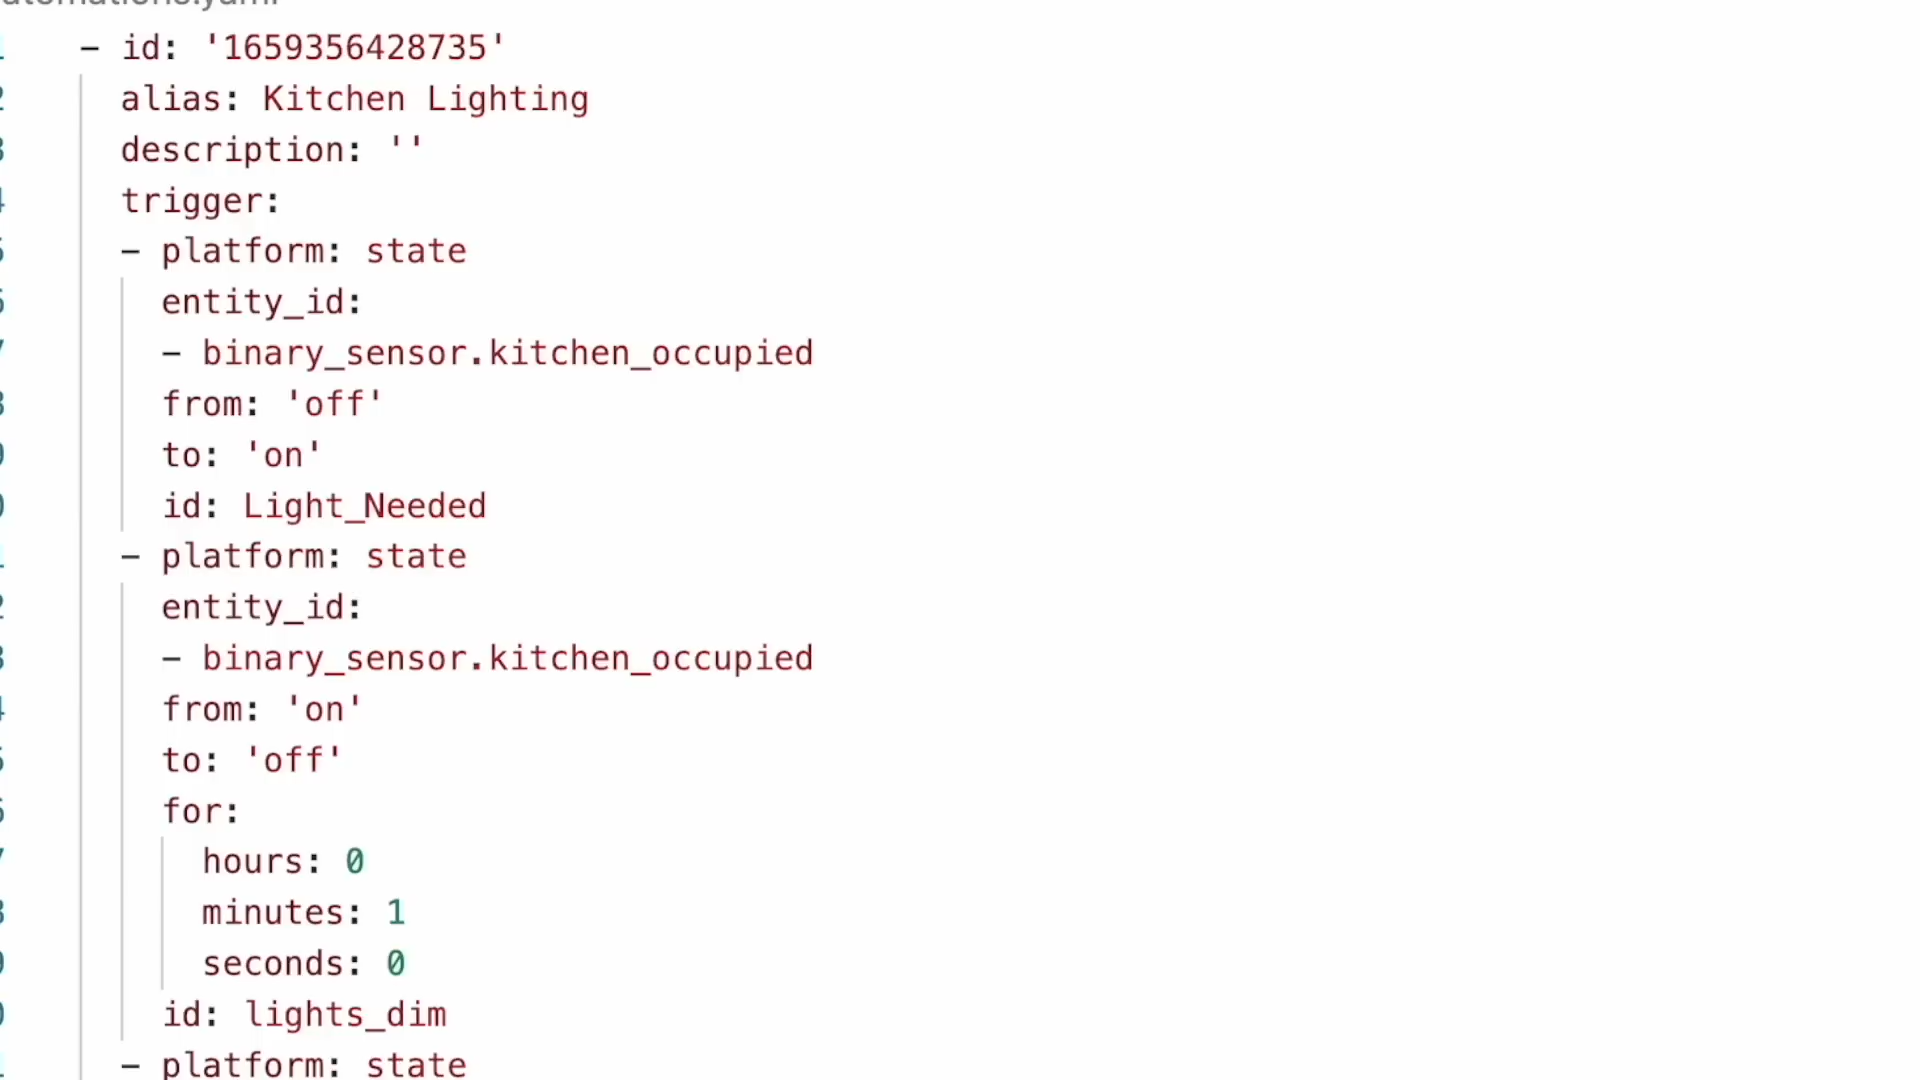 - id: '1659356428735'
alias: Kitchen Lighting
description: ''
trigger:
- platform: state
entity_id:
- binary_sensor.kitchen_occupied
from: 'off'
to: 'on'
id: Light_Needed
- platform: state
entity_id:
- binary_sensor.kitchen_occupied
from: 'on'
to: 'off'
for:
hours: 0
minutes: 1
seconds: 0
id: lights_dim
- platform: state